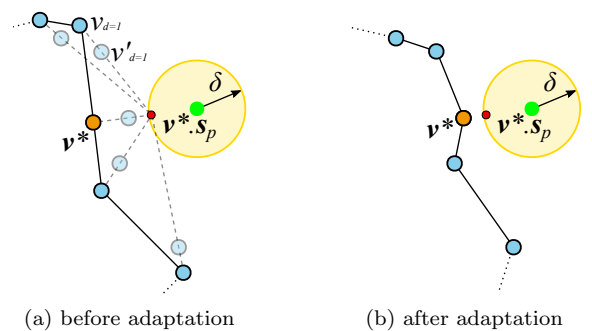 v_{d=1}
v'_{d=1}
δ
v*
v*.s_p
δ
v*
v*.s_p
(a) before adaptation
(b) after adaptation